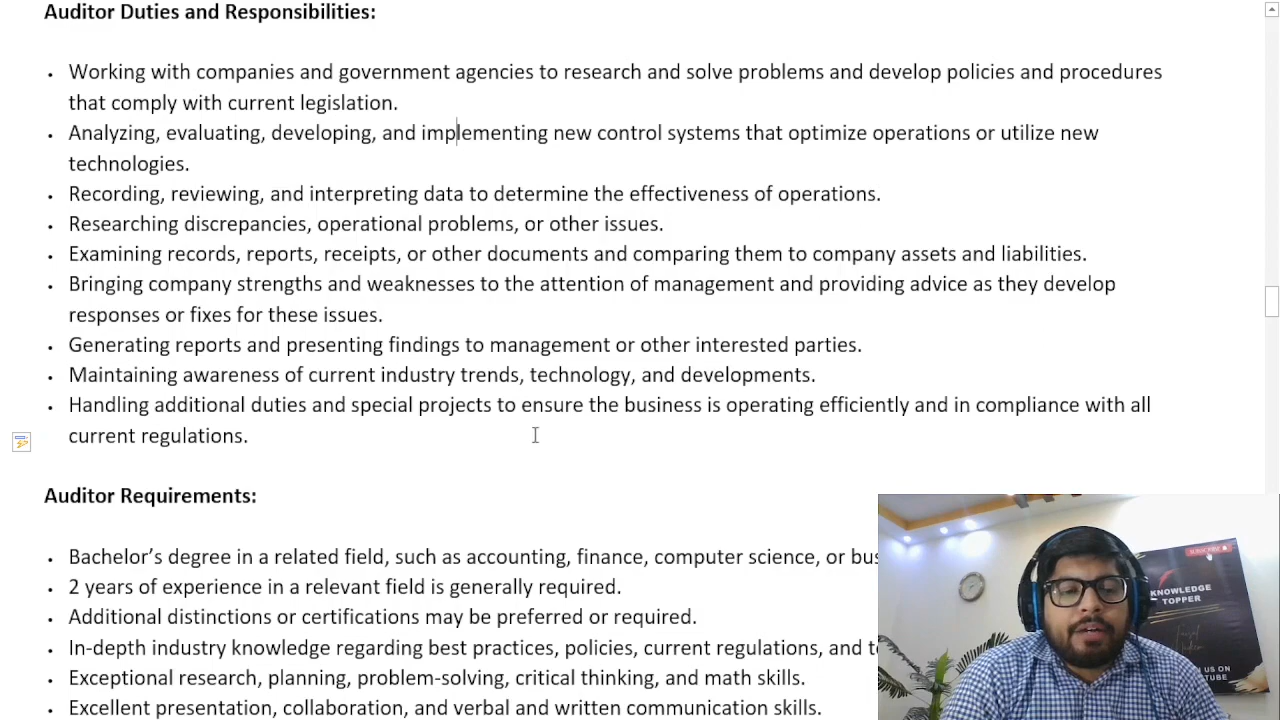 Auditor Duties and Responsibilities:
Working with companies and government agencies to research and solve problems and develop policies and procedures
that comply with current legislation.
Analyzing, evaluating, developing, and implementing new control systems that optimize operations or utilize new
technologies.
Recording, reviewing, and interpreting data to determine the effectiveness of operations.
Researching discrepancies, operational problems, or other issues.
Examining records, reports, receipts, or other documents and comparing them to company assets and liabilities.
Bringing company strengths and weaknesses to the attention of management and providing advice as they develop
responses or fixes for these issues.
Generating reports and presenting findings to management or other interested parties.
Maintaining awareness of current industry trends, technology, and developments.
Handling additional duties and special projects to ensure the business is operating efficiently and in compliance with all
current regulations.
Auditor Requirements:
Bachelor’s degree in a related field, such as accounting, finance, computer science, or bus
2 years of experience in a relevant field is generally required.
Additional distinctions or certifications may be preferred or required.
In-depth industry knowledge regarding best practices, policies, current regulations, and te
Exceptional research, planning, problem-solving, critical thinking, and math skills.
Excellent presentation, collaboration, and verbal and written communication skills.
SUBSCRIBE
KNOWLEDGE
TOPPER
US ON
TUBE